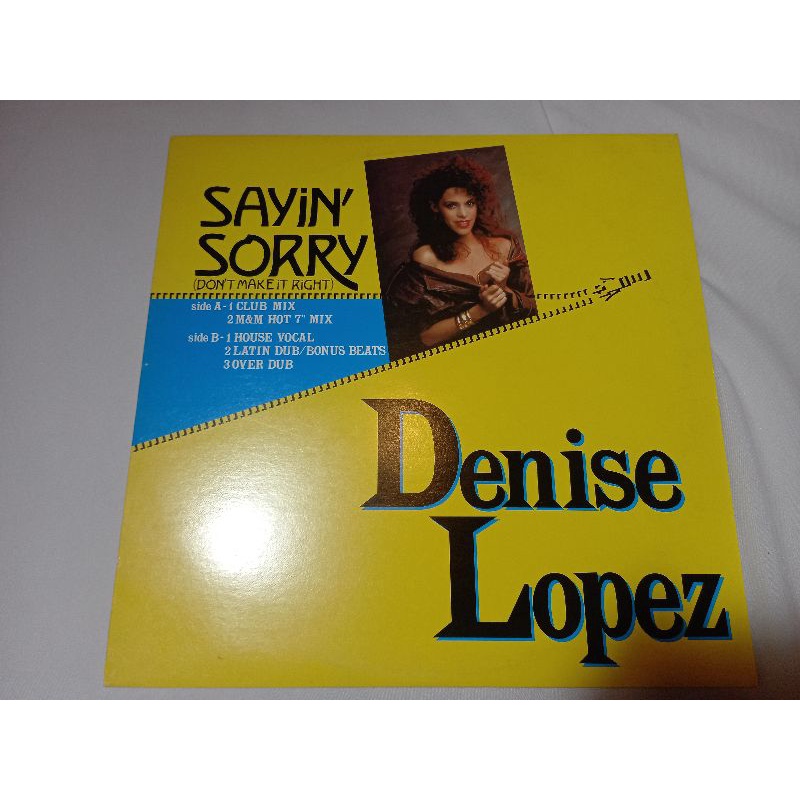 SAYiN'
SORRY
(DON'T MAKE iT RiGHT)
side A - 1 CLUB MIX
2 M&M HOT 7" MIX
side B - 1 HOUSE VOCAL
2 LATIN DUB/BONUS BEATS
3 OVER DUB
Denise
Lopez